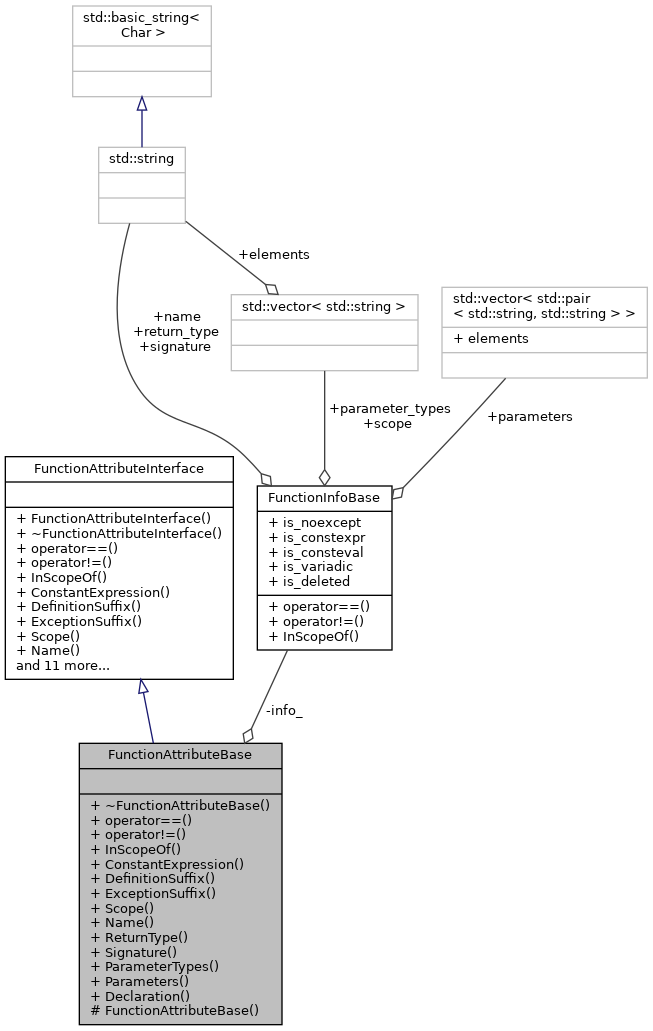 std::basic_string<
Char >
std::string
+elements
std::vector< std::string >
std::vector< std::pair
< std::string, std::string > >
+ elements
+name
+return_type
+signature
+parameter_types
+scope
+parameters
FunctionAttributeInterface
+ FunctionAttributeInterface()
+ ~FunctionAttributeInterface()
+ operator==()
+ operator!=()
+ InScopeOf()
+ ConstantExpression()
+ DefinitionSuffix()
+ ExceptionSuffix()
+ Scope()
+ Name()
and 11 more...
FunctionInfoBase
+ is_noexcept
+ is_constexpr
+ is_consteval
+ is_variadic
+ is_deleted
+ operator==()
+ operator!=()
+ InScopeOf()
-info_
FunctionAttributeBase
+ ~FunctionAttributeBase()
+ operator==()
+ operator!=()
+ InScopeOf()
+ ConstantExpression()
+ DefinitionSuffix()
+ ExceptionSuffix()
+ Scope()
+ Name()
+ ReturnType()
+ Signature()
+ ParameterTypes()
+ Parameters()
+ Declaration()
# FunctionAttributeBase()